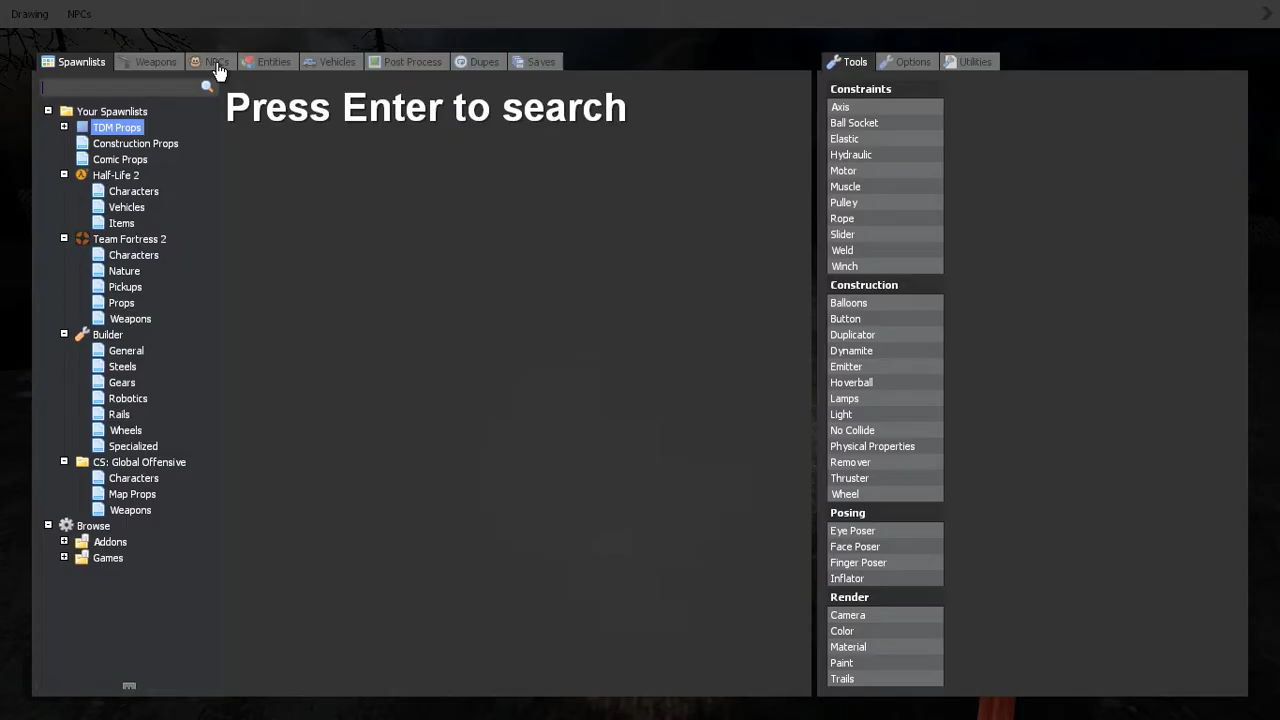 Drawing NPCs
Spawnlists Weapons NPCs Entities Vehicles Post Process Dupes Saves
Press Enter to search
Your Spawnlists
TDM Props
Construction Props
Comic Props
Half-Life 2
Characters
Vehicles
Items
Team Fortress 2
Characters
Nature
Pickups
Props
Weapons
Builder
General
Steels
Gears
Robotics
Rails
Wheels
Specialized
CS: Global Offensive
Characters
Map Props
Weapons
Browse
Addons
Games
Tools Options Utilities
Constraints
Axis
Ball Socket
Elastic
Hydraulic
Motor
Muscle
Pulley
Rope
Slider
Weld
Winch
Construction
Balloons
Button
Duplicator
Dynamite
Emitter
Hoverball
Lamps
Light
No Collide
Physical Properties
Remover
Thruster
Wheel
Posing
Eye Poser
Face Poser
Finger Poser
Inflator
Render
Camera
Color
Material
Paint
Trails